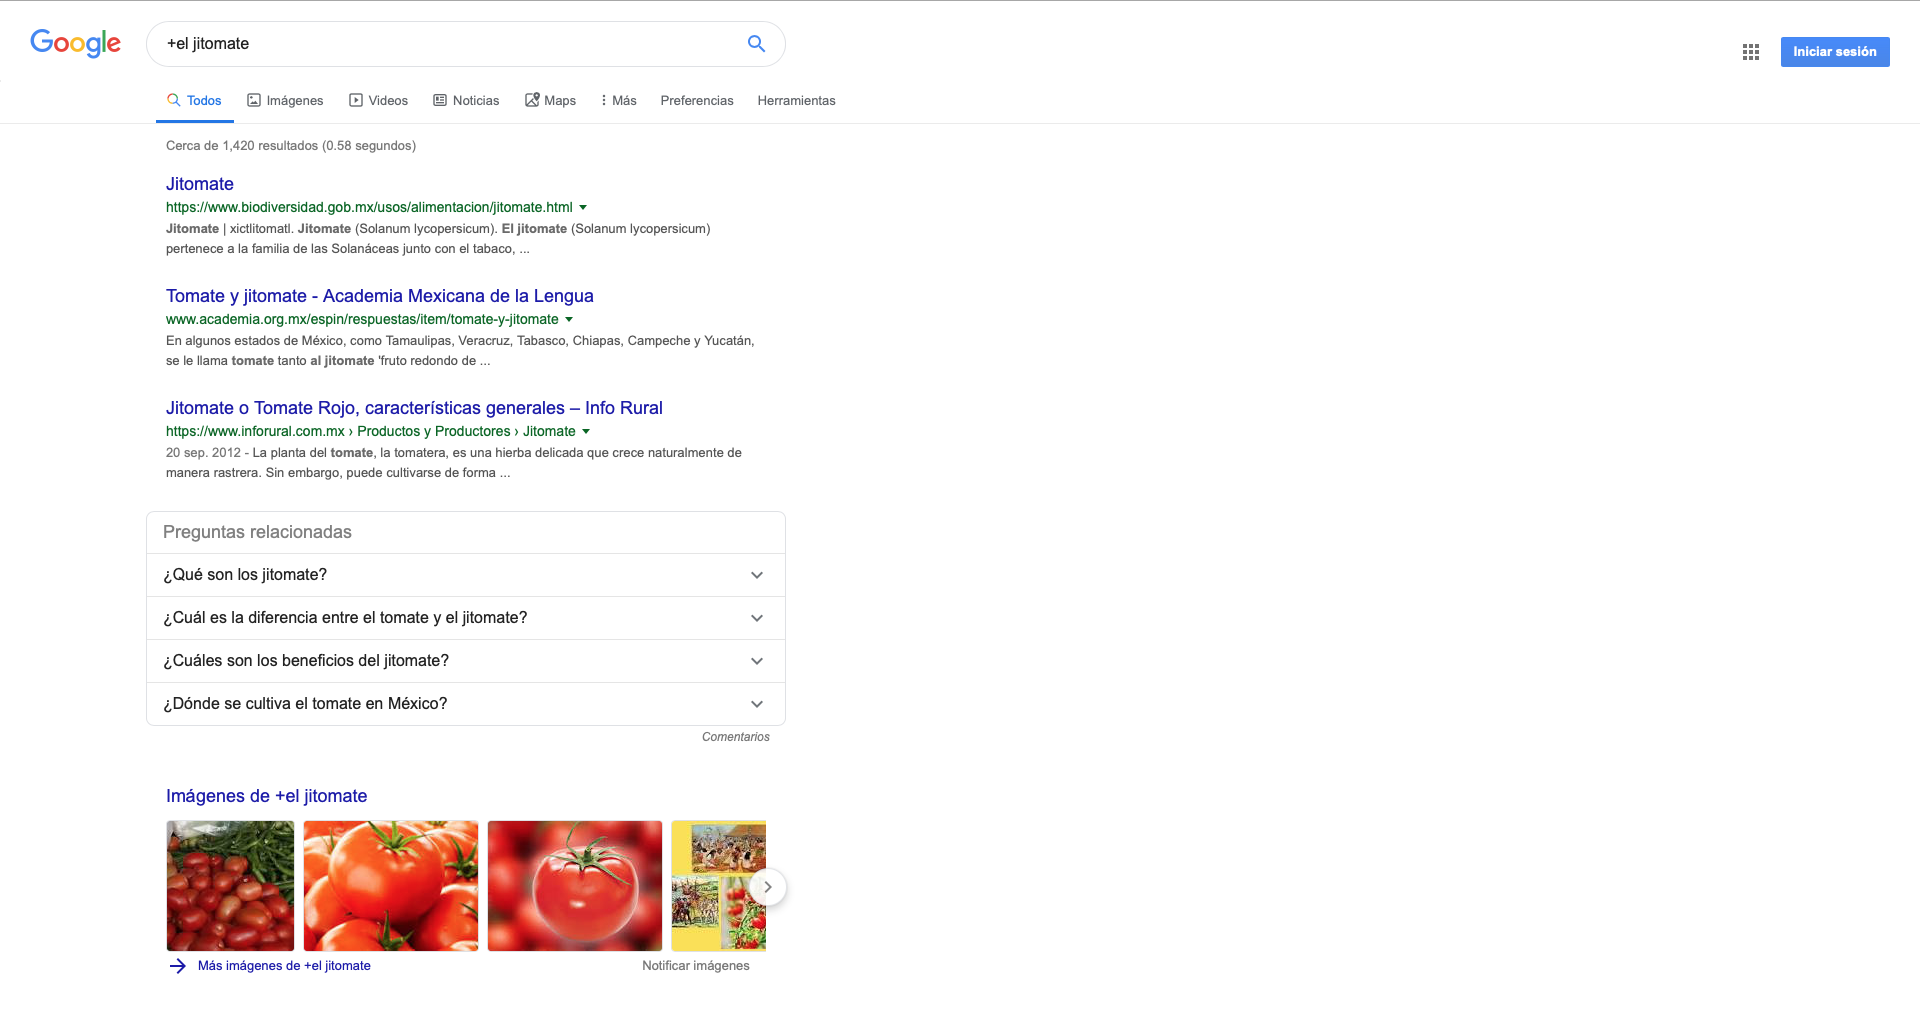 Google
+el jitomate
Iniciar sesión
Todos
Imágenes
Videos
Noticias
Maps
Más
Preferencias
Herramientas
Cerca de 1,420 resultados (0.58 segundos)
Jitomate
https://www.biodiversidad.gob.mx/usos/alimentacion/jitomate.html
Jitomate | xictlitomatl. Jitomate (Solanum lycopersicum). El jitomate (Solanum lycopersicum)
pertenece a la familia de las Solanáceas junto con el tabaco, ...
Tomate y jitomate - Academia Mexicana de la Lengua
www.academia.org.mx/espin/respuestas/item/tomate-y-jitomate
En algunos estados de México, como Tamaulipas, Veracruz, Tabasco, Chiapas, Campeche y Yucatán,
se le llama tomate tanto al jitomate 'fruto redondo de ...
Jitomate o Tomate Rojo, características generales – Info Rural
https://www.inforural.com.mx › Productos y Productores › Jitomate
20 sep. 2012 - La planta del tomate, la tomatera, es una hierba delicada que crece naturalmente de
manera rastrera. Sin embargo, puede cultivarse de forma ...
Preguntas relacionadas
¿Qué son los jitomate?
¿Cuál es la diferencia entre el tomate y el jitomate?
¿Cuáles son los beneficios del jitomate?
¿Dónde se cultiva el tomate en México?
Comentarios
Imágenes de +el jitomate
Más imágenes de +el jitomate
Notificar imágenes